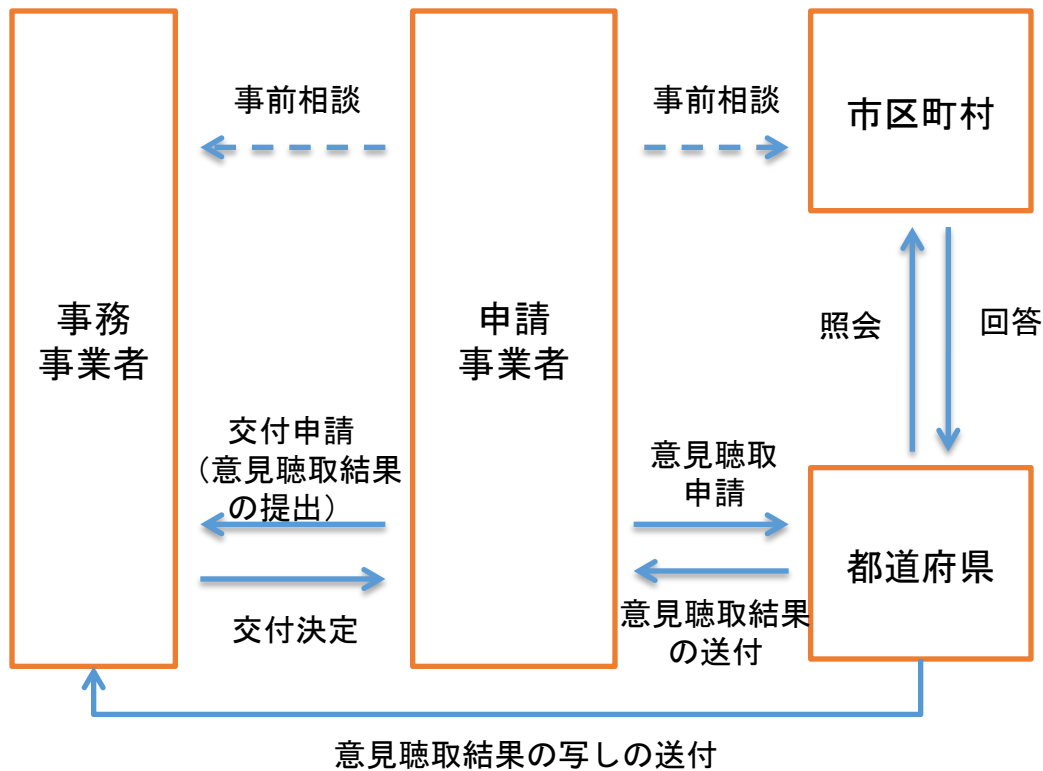 事前相談
事前相談
市区町村
事務
事業者
申請
事業者
照会
回答
交付申請
（意見聴取結果
の提出）
意見聴取
申請
都道府県
交付決定
意見聴取結果
の送付
意見聴取結果の写しの送付